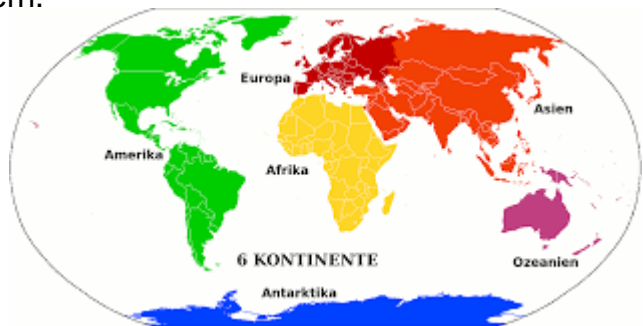 Europa
Asien
Amerika
Afrika
6 KONTINENTE
Ozeanien
Antarktika